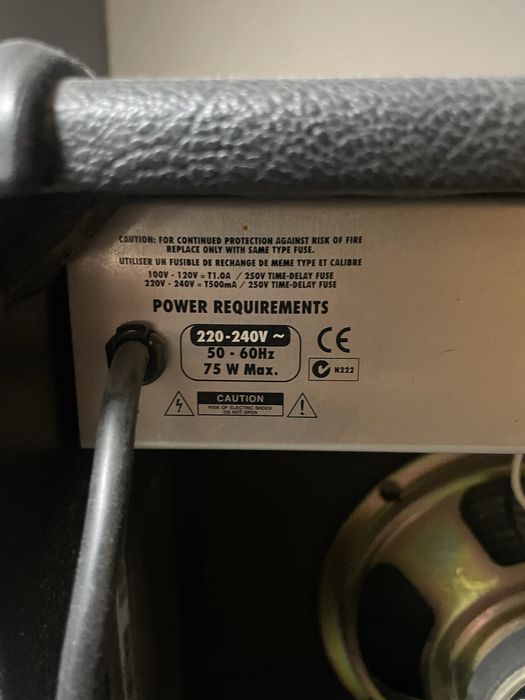 CAUTION: FOR CONTINUED PROTECTION AGAINST RISK OF FIRE
REPLACE ONLY WITH SAME TYPE FUSE.
UTILISER UN FUSIBLE DE RECHANGE DE MEME TYPE ET CALIBRE
100V - 120V = T1.0A / 250V TIME-DELAY FUSE
220V - 240V = T500mA / 250V TIME-DELAY FUSE
POWER REQUIREMENTS
220-240V ~
50 - 60Hz
75 W Max.
CE
N222
CAUTION
RISK OF ELECTRIC SHOCK
DO NOT OPEN